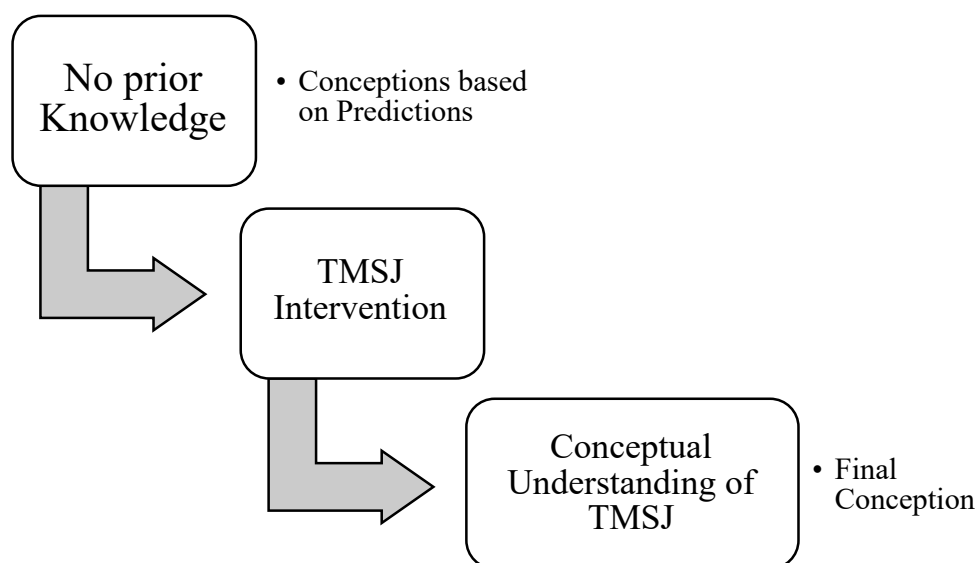 No prior
Knowledge
• Conceptions based
on Predictions
TMSJ
Intervention
Conceptual
Understanding of
TMSJ
• Final
Conception